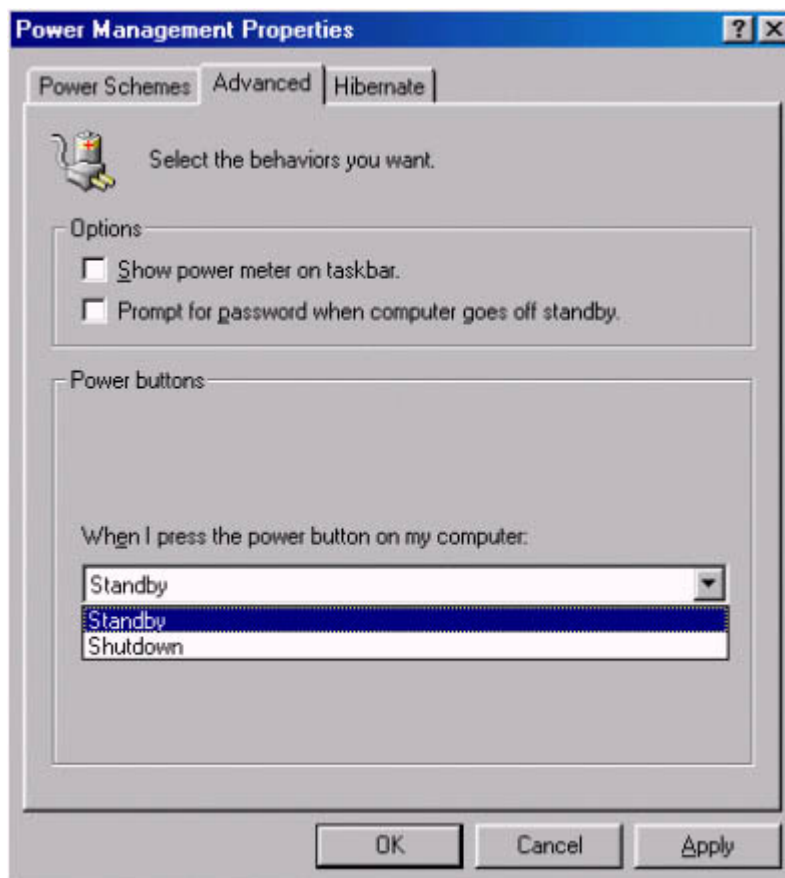 Power Management Properties
Power Schemes
Advanced
Hibernate
Select the behaviors you want.
Options
Show power meter on taskbar.
Prompt for password when computer goes off standby.
Power buttons
When I press the power button on my computer:
Standby
Standby
Shutdown
OK
Cancel
Apply